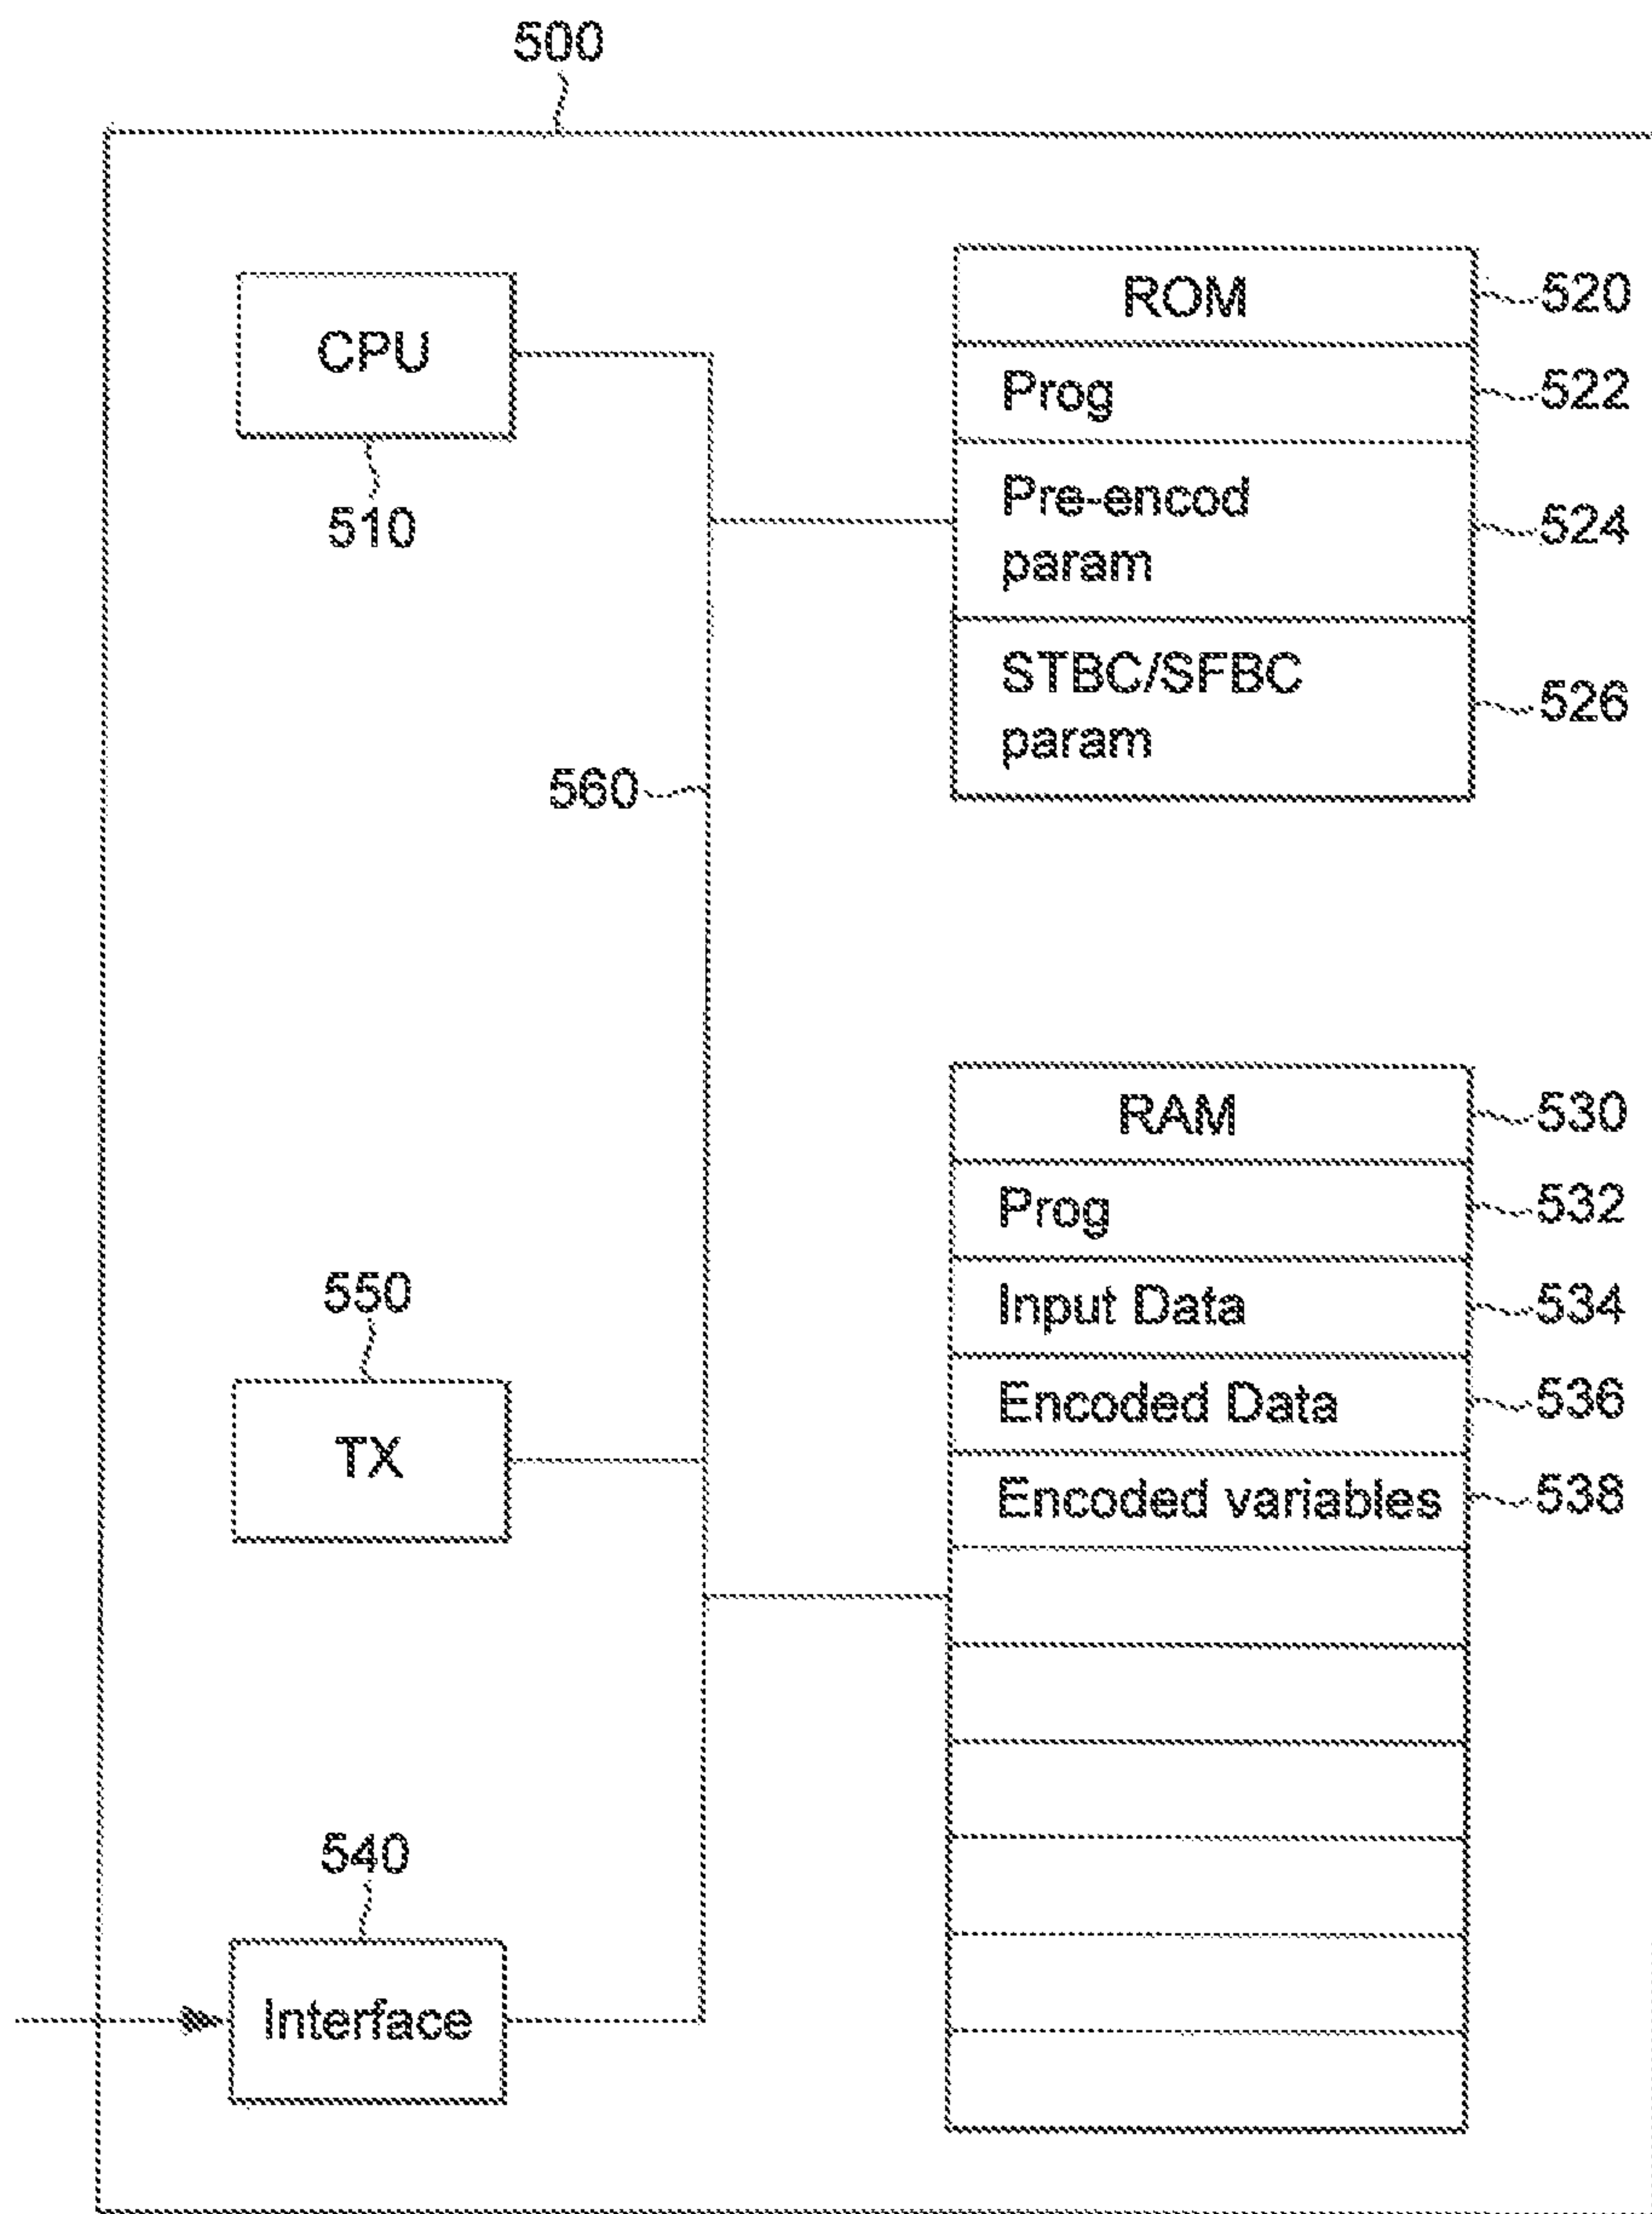 500
CPU
510
ROM
520
Prog
522
Pre-encod
param
524
STBC/SFBC
param
526
560
RAM
530
Prog
532
Input Data
534
Encoded Data
536
Encoded variables
538
550
TX
540
Interface